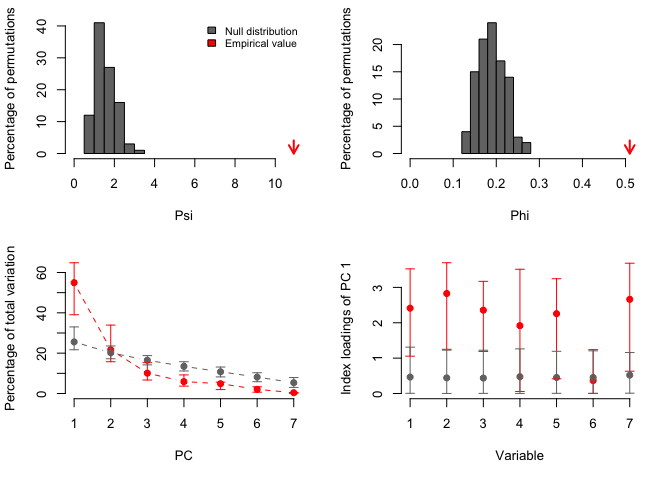 Percentage of permutations
0 10 20 30 40
0 2 4 6 8 10
Psi
Null distribution
Empirical value
Percentage of permutations
0 5 10 15 20
0.0 0.1 0.2 0.3 0.4 0.5
Phi
Percentage of total variation
0 20 40 60
1 2 3 4 5 6 7
PC
Index loadings of PC 1
0 1 2 3
1 2 3 4 5 6 7
Variable